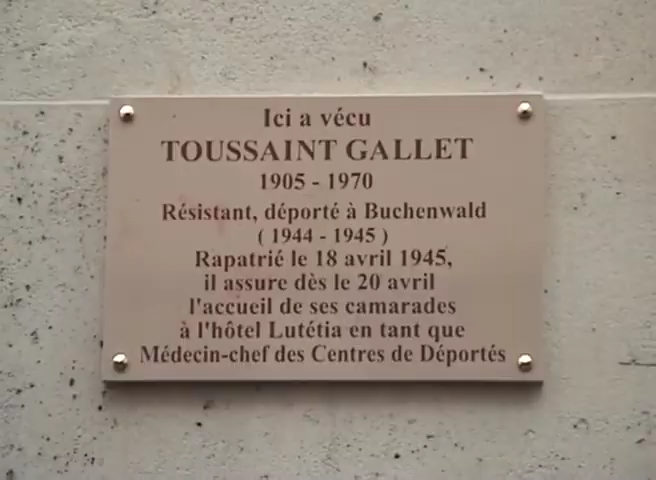 Ici a vécu
TOUSSAINT GALLET
1905 - 1970
Résistant, déporté à Buchenwald
( 1944 - 1945 )
Rapatrié le 18 avril 1945,
il assure dès le 20 avril
l'accueil de ses camarades
à l'hôtel Lutétia en tant que
Médecin-chef des Centres de Déportés